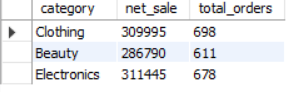 category net_sale total_orders
Clothing 309995 698
Beauty 286790 611
Electronics 311445 678